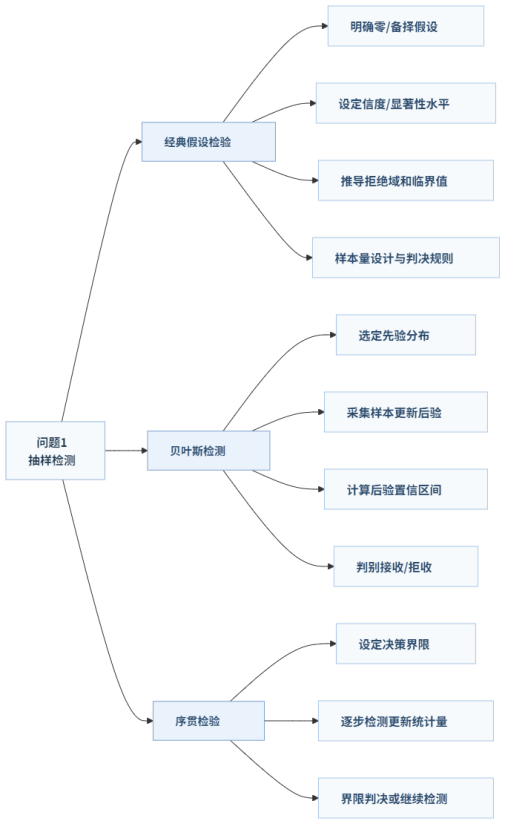 明确零/备择假设
设定信度/显著性水平
经典假设检验
推导拒绝域和临界值
样本量设计与判决规则
选定先验分布
采集样本更新后验
问题1
抽样检测
贝叶斯检测
计算后验置信区间
判别接收/拒收
设定决策界限
序贯检验
逐步检测更新统计量
界限判决或继续检测